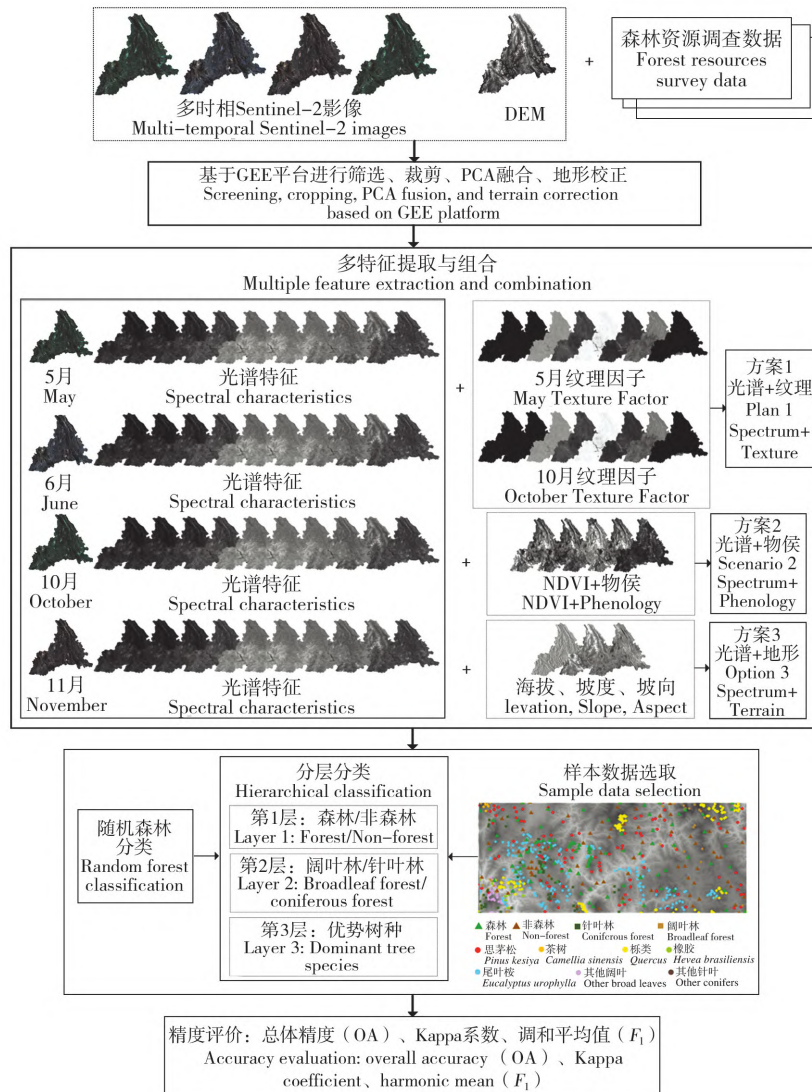 多时相Sentinel-2影像
Multi-temporal Sentinel-2 images
DEM
+
森林资源调查数据
Forest resources
survey data
基于GEE平台进行筛选、裁剪、PCA融合、地形校正
Screening, cropping, PCA fusion, and terrain correction
based on GEE platform
多特征提取与组合
Multiple feature extraction and combination
5月
May
光谱特征
Spectral characteristics
6月
June
光谱特征
Spectral characteristics
10月
October
光谱特征
Spectral characteristics
11月
November
光谱特征
Spectral characteristics
+
5月纹理因子
May Texture Factor
10月纹理因子
October Texture Factor
方案1
光谱+纹理
Plan 1
Spectrum+
Texture
+
NDVI+物侯
NDVI+Phenology
方案2
光谱+物侯
Scenario 2
Spectrum+
Phenology
+
海拔、坡度、坡向
levation, Slope, Aspect
方案3
光谱+地形
Option 3
Spectrum+
Terrain
随机森林
分类
Random forest
classification
分层分类
Hierarchical classification
第1层：森林/非森林
Layer 1: Forest/Non-forest
第2层：阔叶林/针叶林
Layer 2: Broadleaf forest/
coniferous forest
第3层：优势树种
Layer 3: Dominant tree
species
样本数据选取
Sample data selection
森林 非森林 针叶林 阔叶林
Forest Non-forest Coniferous forest Broadleaf forest
思茅松 茶树 栎类 橡胶
Pinus kesiya Camellia sinensis Quercus Hevea brasiliensis
尾叶桉 其他阔叶 其他针叶
Eucalyptus urophylla Other broad leaves Other conifers
精度评价：总体精度（OA）、Kappa系数、调和平均值（F₁）
Accuracy evaluation: overall accuracy（OA）、Kappa
coefficient、harmonic mean（F₁）